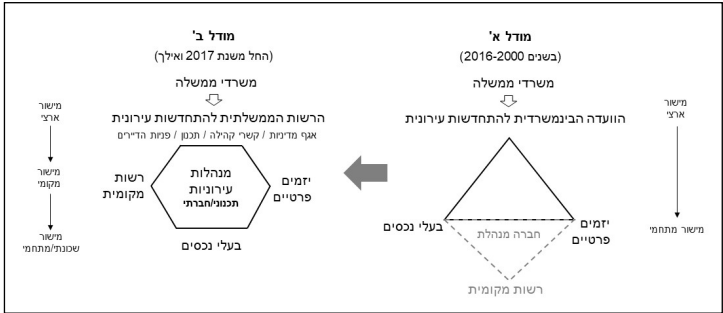 מודל א'
(בשנים 2016-2000)
משרדי ממשלה
הוועדה הבינמשרדית להתחדשות עירונית
בעלי נכסים
יזמים
פרטיים
חברה מנהלת
רשות מקומית
מישור
ארצי
מישור מתחמי
מודל ב'
(החל משנת 2017 ואילך)
משרדי ממשלה
הרשות הממשלתית להתחדשות עירונית
אגף מדיניות / קשרי קהילה / תכנון / פניות הדיירים
יזמים
פרטיים
מנהלות
עירוניות
תכנוני/חברתי
רשות
מקומית
בעלי נכסים
מישור
ארצי
מישור
מקומי
מישור
שכונתי/מתחמי